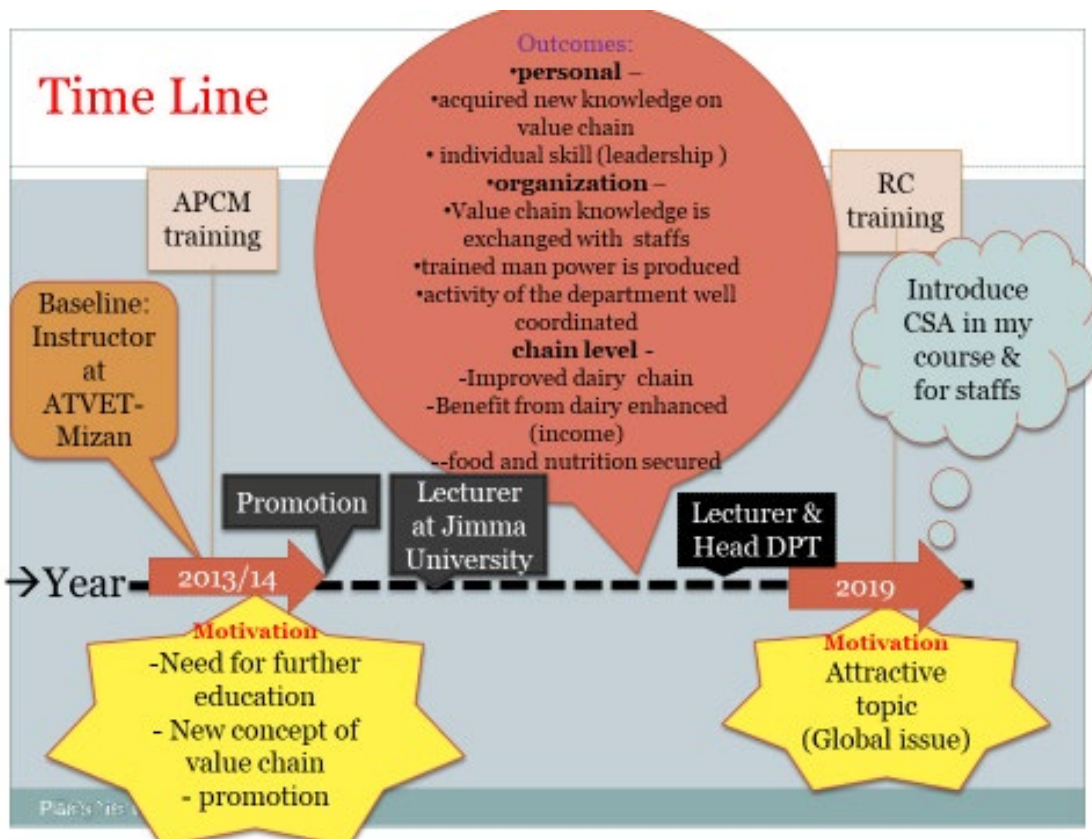 Time Line
APCM
training
Baseline:
Instructor
at
ATVET-
Mizan
Outcomes:
•personal –
•acquired new knowledge on
value chain
• individual skill (leadership )
•organization –
•Value chain knowledge is
exchanged with staffs
•trained man power is produced
•activity of the department well
coordinated
chain level -
-Improved dairy chain
-Benefit from dairy enhanced
(income)
--food and nutrition secured
RC
training
Introduce
CSA in my
course &
for staffs
Promotion
Lecturer
at Jimma
University
Lecturer &
Head DPT
→Year
2013/14
2019
Motivation
-Need for further
education
- New concept of
value chain
- promotion
Motivation
Attractive
topic
(Global issue)